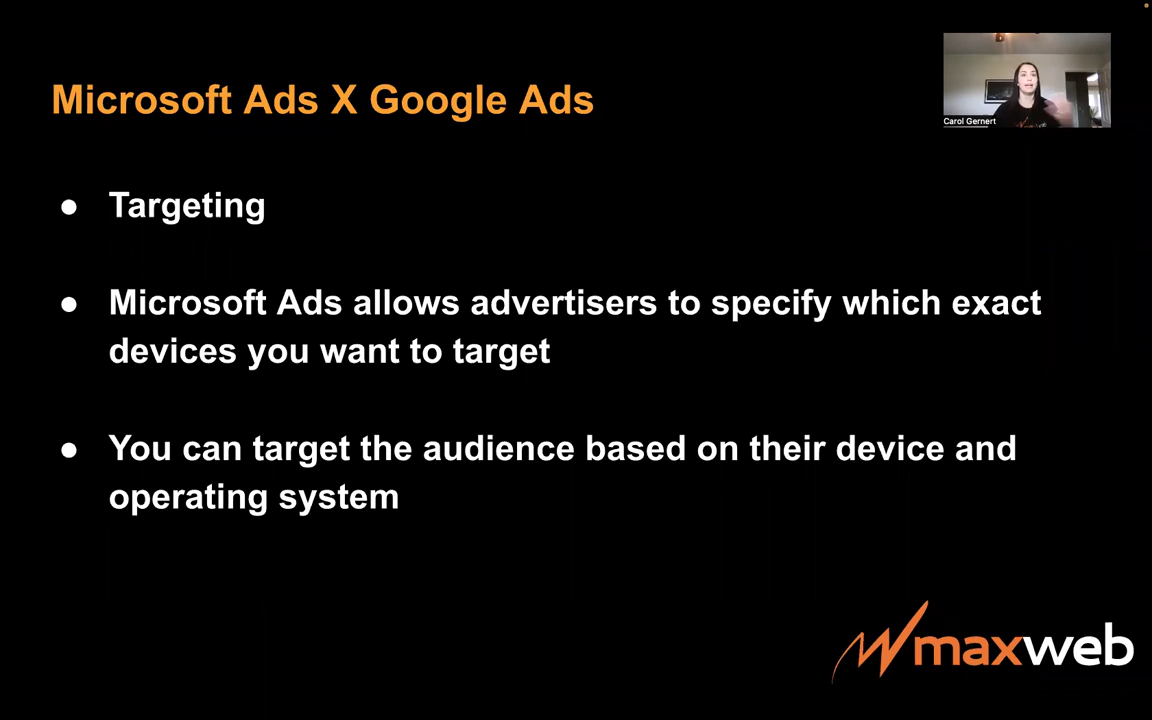 Microsoft Ads X Google Ads
Carol Gernert
● Targeting
● Microsoft Ads allows advertisers to specify which exact
devices you want to target
● You can target the audience based on their device and
operating system
maxweb